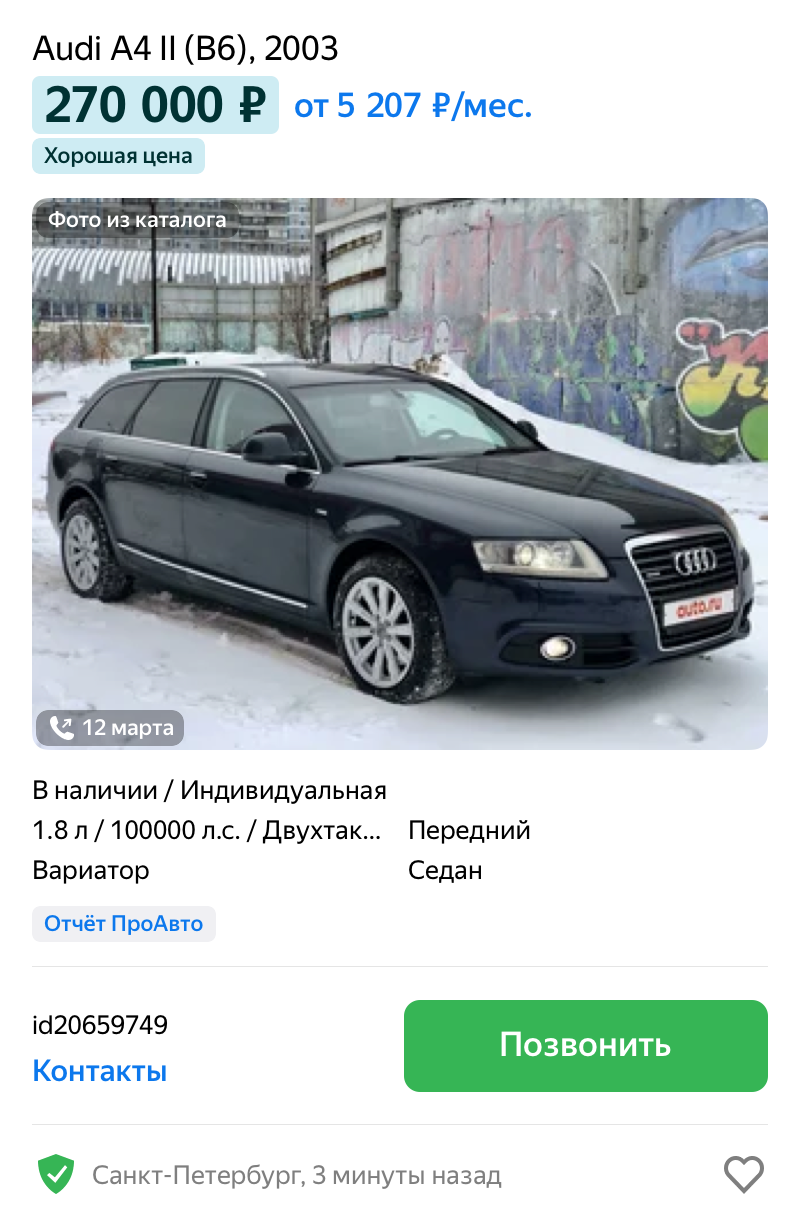 Audi A4 II (B6), 2003
270 000 ₽ от 5 207 ₽/мес.
Хорошая цена
Фото из каталога
auto.ru
12 марта
В наличии / Индивидуальная
1.8 л / 100000 л.с. / Двухтак... Передний
Вариатор Седан
Отчёт ПроАвто
id20659749
Контакты
Позвонить
Санкт-Петербург, 3 минуты назад